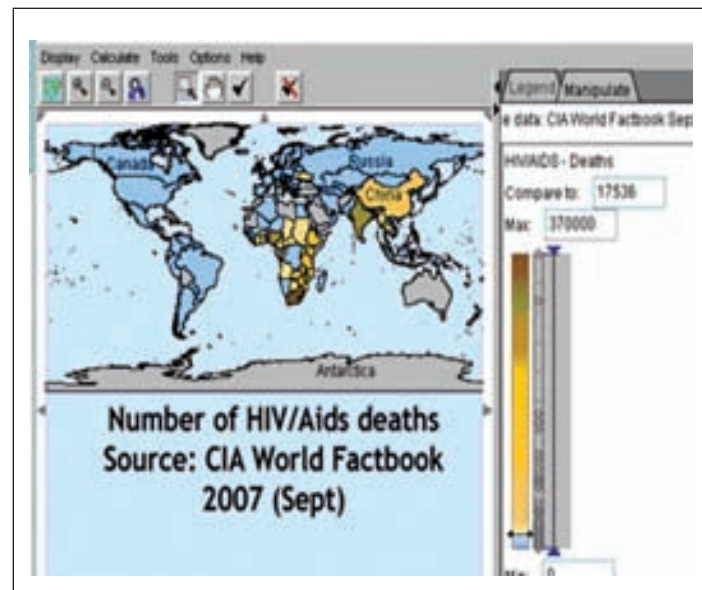 Display Calculate Tools Options Help
Legend Manipulate
e data: CIA World Factbook Sep
HIV/AIDS - Deaths
Compare to: 17536
Max: 370000
Canada
Russia
China
Antarctica
Number of HIV/Aids deaths
Source: CIA World Factbook
2007 (Sept)
Min: 0